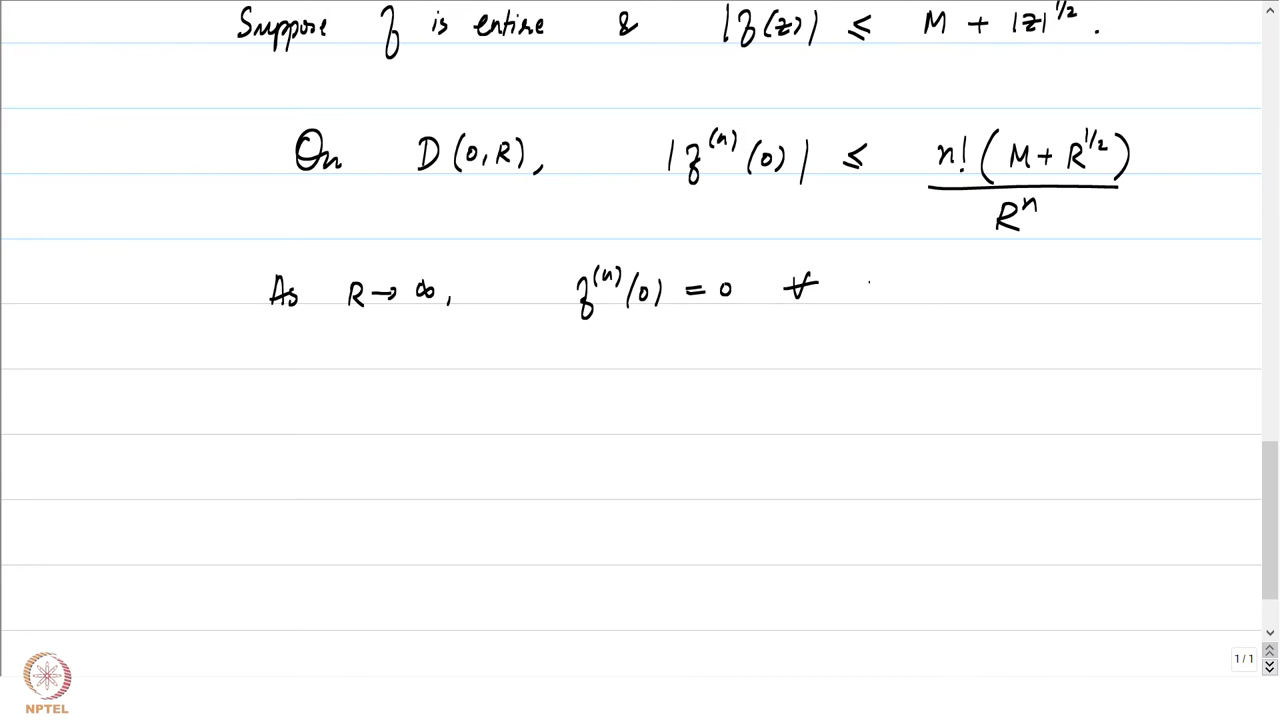 Suppose f is entire & |f(z)| ≤ M + |z|^{1/2}.
On D(0,R), |f^{(n)}(0)| ≤ n!(M + R^{1/2}) / R^n
As R → ∞, f^{(n)}(0) = 0 ∀
1/1
NPTEL